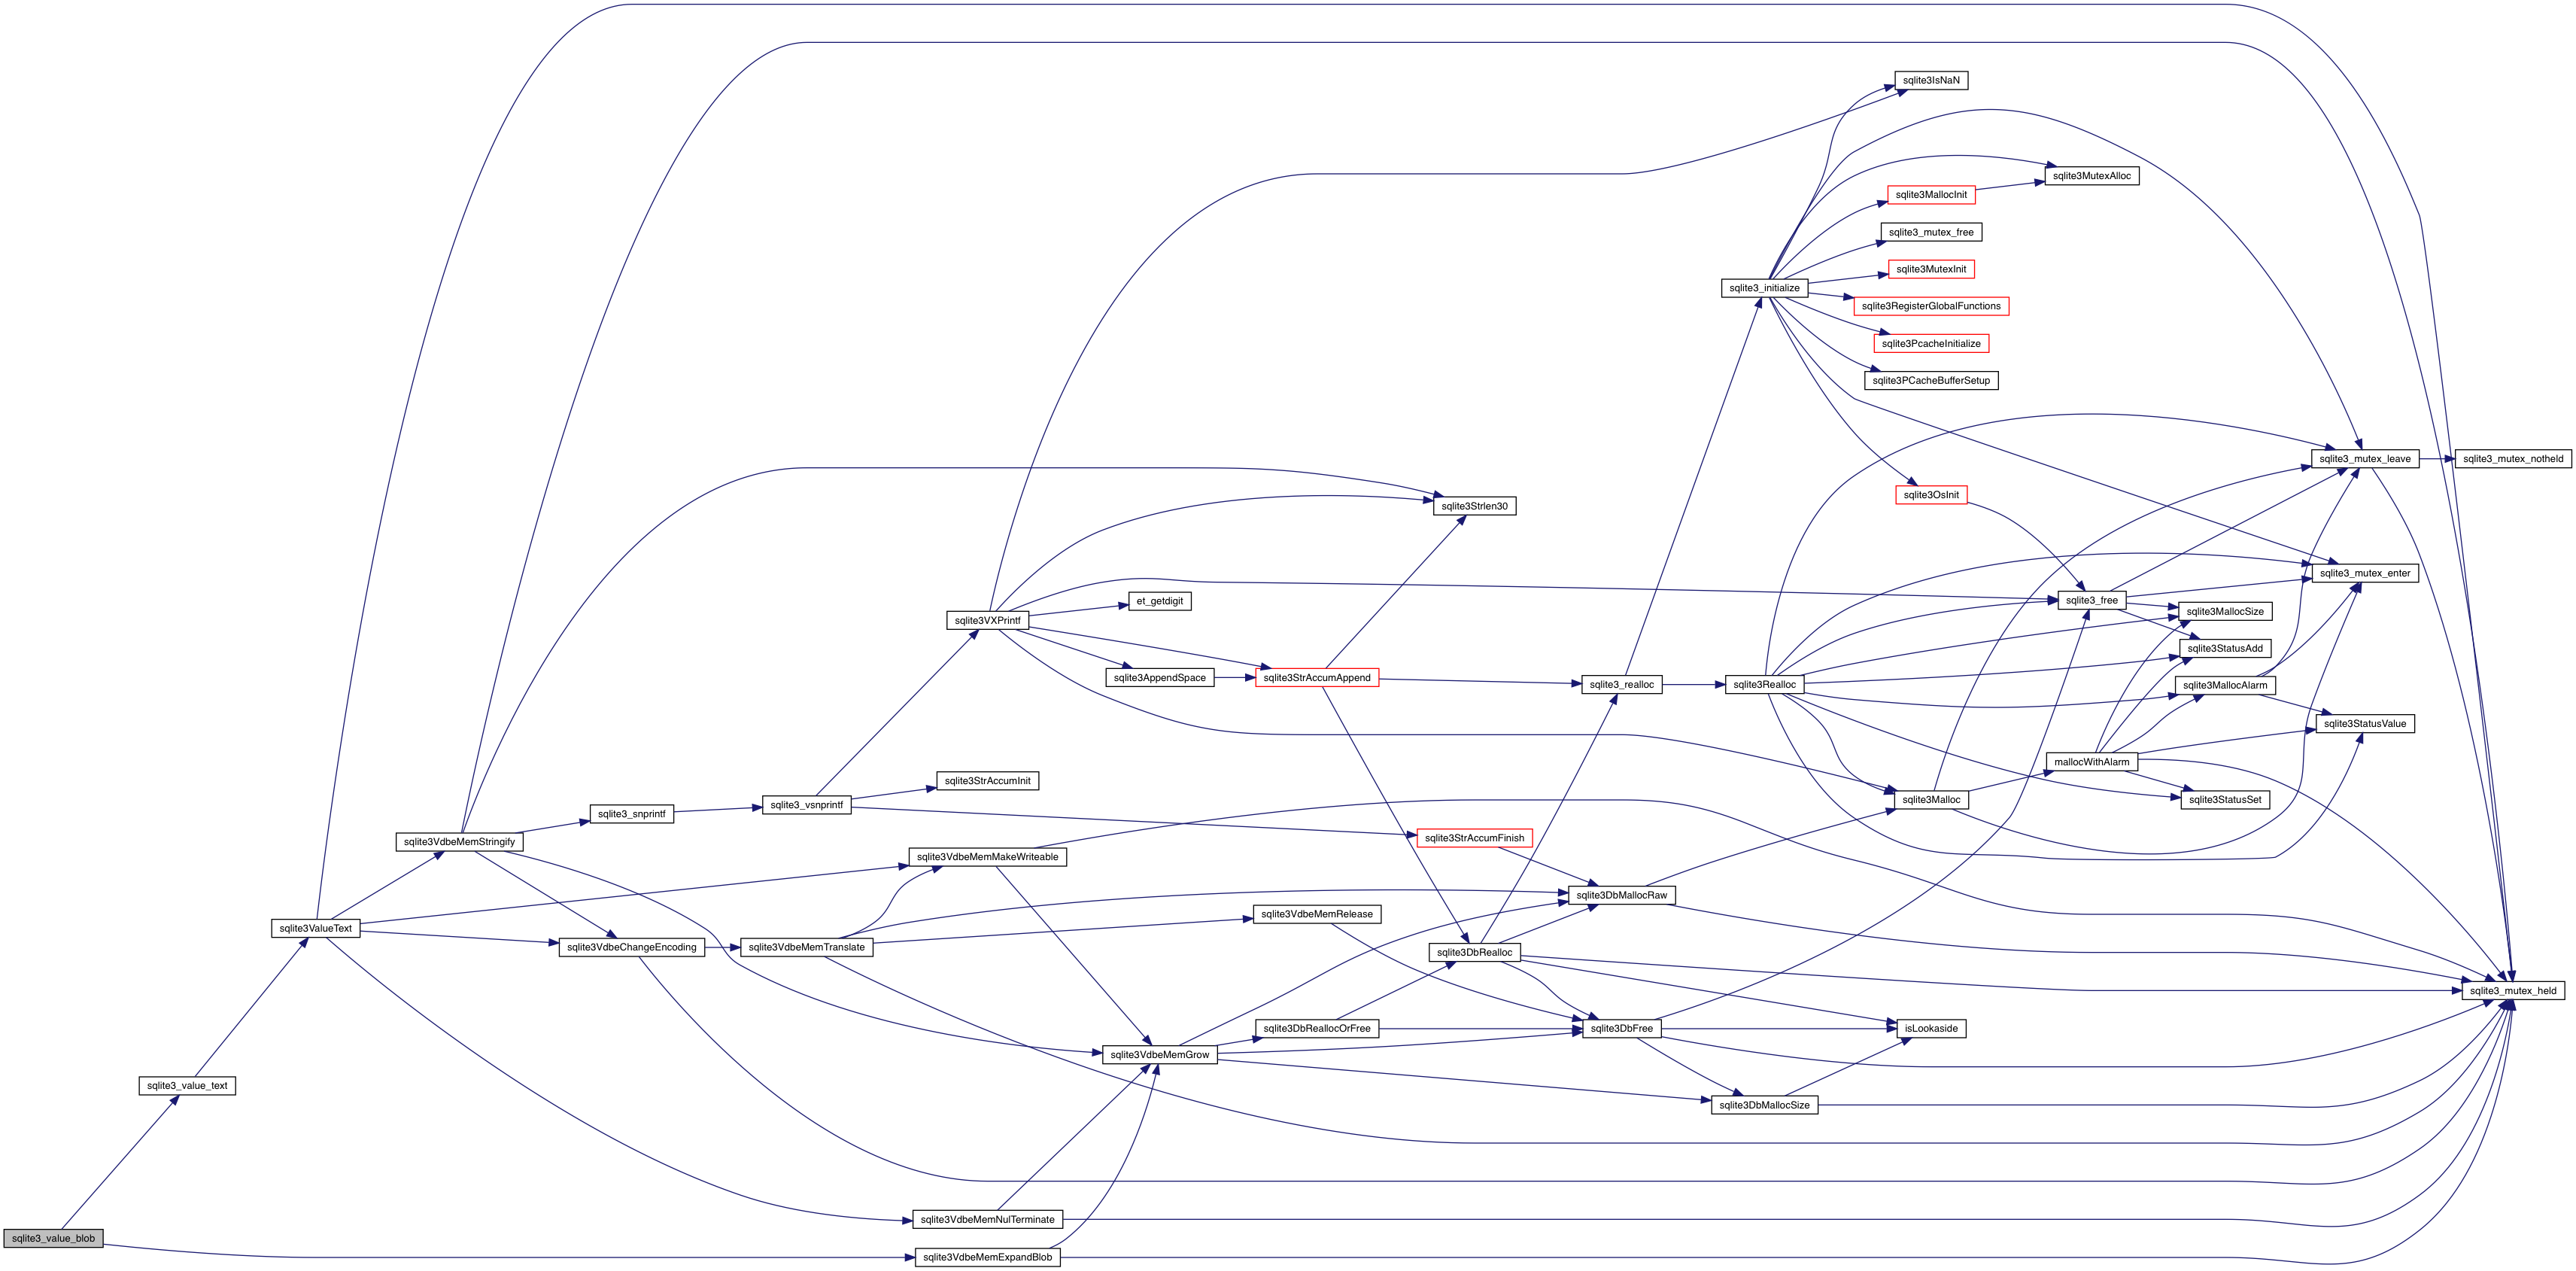 sqlite3IsNaN
sqlite3MutexAlloc
sqlite3MallocInit
sqlite3_mutex_free
sqlite3MutexInit
sqlite3_initialize
sqlite3RegisterGlobalFunctions
sqlite3PcacheInitialize
sqlite3PCacheBufferSetup
sqlite3_mutex_leave
sqlite3_mutex_notheld
sqlite3OsInit
sqlite3Strlen30
sqlite3_mutex_enter
et_getdigit
sqlite3_free
sqlite3MallocSize
sqlite3VXPrintf
sqlite3StatusAdd
sqlite3AppendSpace
sqlite3StrAccumAppend
sqlite3_realloc
sqlite3Realloc
sqlite3MallocAlarm
sqlite3StatusValue
mallocWithAlarm
sqlite3StrAccumInit
sqlite3Malloc
sqlite3StatusSet
sqlite3_vsnprintf
sqlite3_snprintf
sqlite3StrAccumFinish
sqlite3VdbeMemStringify
sqlite3VdbeMemMakeWriteable
sqlite3DbMallocRaw
sqlite3VdbeMemRelease
sqlite3ValueText
sqlite3VdbeChangeEncoding
sqlite3VdbeMemTranslate
sqlite3DbRealloc
sqlite3_mutex_held
sqlite3DbReallocOrFree
sqlite3DbFree
isLookaside
sqlite3VdbeMemGrow
sqlite3_value_text
sqlite3DbMallocSize
sqlite3VdbeMemNulTerminate
sqlite3_value_blob
sqlite3VdbeMemExpandBlob